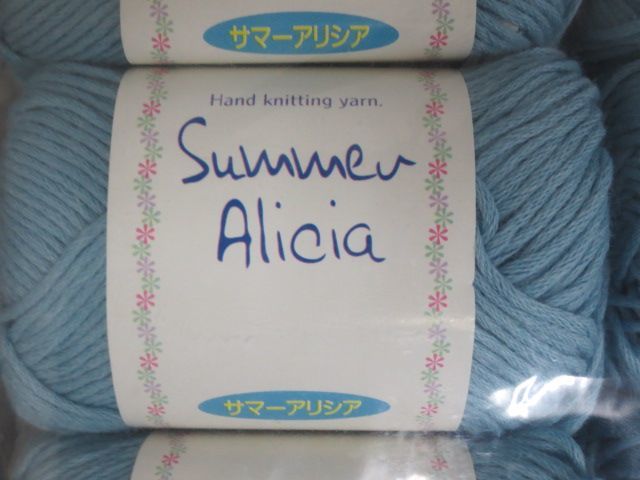 サマーアリシア
Hand knitting yarn.
Summer
Alicia
サマーアリシア